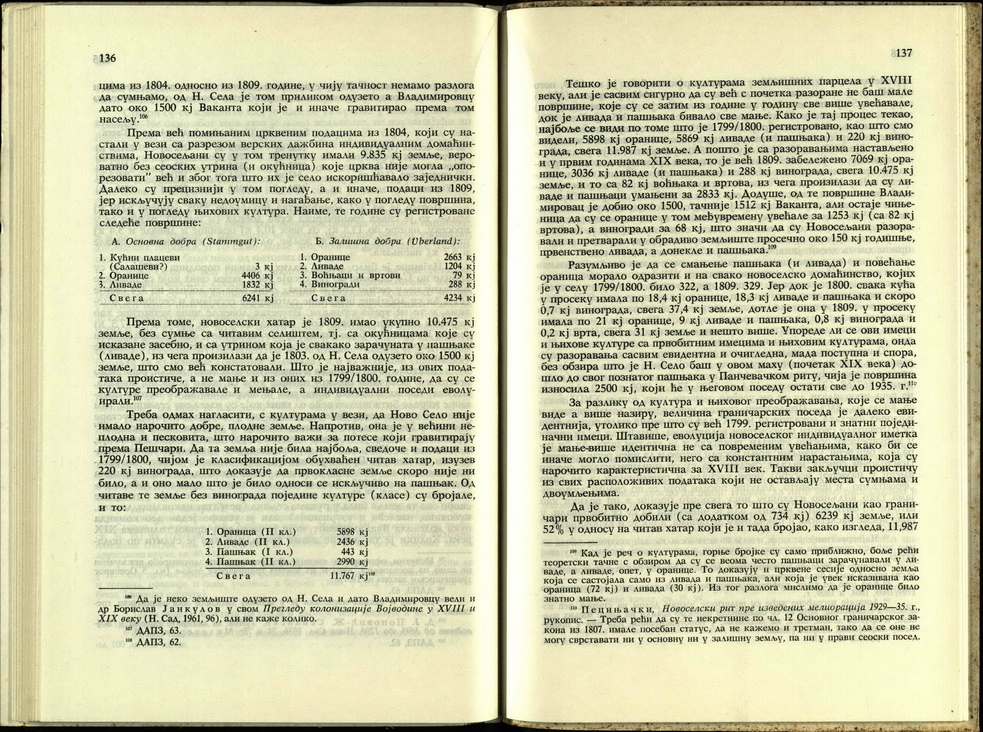 136
цима из 1804. односно из 1809. године, у чију тачност немамо разлога
да сумњамо, од Н. Села је том приликом одузето а Владимировцу
дато око 1500 кј Ваканта који је и иначе гравитирао према том
насељу.¹⁰⁶
Према већ помињаним црквеним подацима из 1804, који су на-
стали у вези са разрезом верских дажбина индивидуалним домаћин-
ствима, Новосељани су у том тренутку имали 9.835 кј земље, веро-
ватно без сеоских утрина (и окућница) које црква није могла „опо-
резовати" већ и због тога што их је село искоришћавало заједнички.
Далеко су прецизнији у том погледу, а и иначе, подаци из 1809,
јер искључују сваку недоумицу и нагађање, како у погледу површина,
тако и у погледу њихових култура. Наиме, те године су регистроване
следеће површине:
А. Основна добра (Stammgut):
1. Кућни плацеви
(Салашеви?) 3 кј
2. Оранице 4406 кј
3. Ливаде 1832 кј
Свега 6241 кј
Б. Залишна добра (Uberland):
1. Оранице 2663 кј
2. Ливаде 1204 кј
3. Воћњаци и вртови 79 кј
4. Виногради 288 кј
Свега 4234 кј
Према томе, новоселски хатар је 1809. имао укупно 10.475 кј
земље, без сумње са читавим селиштем, тј. са окућницама које су
исказане засебно, и са утрином која је свакако зарачуната у пашњаке
(ливаде), из чега произилази да је 1803. од Н. Села одузето око 1500 кј
земље, што смо већ констатовали. Што је најважније, из ових пода-
така проистиче, а не мање и из оних из 1799/1800. године, да су се
културе преображавале и мењале, а индивидуални поседи еволу-
ирали.¹⁰⁷
Треба одмах нагласити, с културама у вези, да Ново Село није
имало нарочито добре, плодне земље. Напротив, она је у већини не-
плодна и песковита, што нарочито важи за потесе који гравитирају
према Пешчари. Да та земља није била најбоља, сведоче и подаци из
1799/1800, чијом је класификацијом обухваћен читав хатар, изузев
220 кј винограда, што доказује да првокласне земље скоро није ни
било, а и оно мало што је било односи се искључиво на пашњак. Од
читаве те земље без винограда поједине културе (класе) су бројале,
и то:
1. Ораница (II кл.) 5898 кј
2. Ливаде (II кл.) 2436 кј
3. Пашњак (I кл.) 443 кј
4. Пашњак (II кл.) 2990 кј
Свега 11.767 кј¹⁰⁸
¹⁰⁶ Да је неко земљиште одузето од Н. Села и дато Владимировцу вели и
др Борислав Јанкулов у свом Прегледу колонизације Војводине у XVIII и
XIX веку (Н. Сад, 1961, 96), али не каже колико.
¹⁰⁷ ДАПЗ, 63.
¹⁰⁸ ДАПЗ, 62.
137
Тешко је говорити о културама земљишних парцела у XVIII
веку, али је сасвим сигурно да су већ с почетка разоране не баш мале
површине, које су се затим из године у годину све више увећавале,
док је ливада и пашњака бивало све мање. Како је тај процес текао,
најбоље се види по томе што је 1799/1800. регистровано, као што смо
видели, 5898 кј оранице, 5869 кј ливаде (и пашњака) и 220 кј вино-
града, свега 11.987 кј земље. А пошто је са разоравањима настављено
и у првим годинама XIX века, то је већ 1809. забележено 7069 кј ора-
нице, 3036 кј ливаде (и пашњака) и 288 кј винограда, свега 10.475 кј
земље, и то са 82 кј воћњака и вртова, из чега произилази да су ли-
ваде и пашњаци умањени за 2833 кј. Додуше, од те површине Влади-
мировац је добио око 1500, тачније 1512 кј Ваканта, али остаје чиње-
ница да су се оранице у том међувремену увећале за 1253 кј (са 82 кј
вртова), а виногради за 68 кј, што значи да су Новосељани разора-
вали и претварали у обрадиво земљиште просечно око 150 кј годишње,
првенствено ливада, а донекле и пашњака.¹⁰⁹
Разумљиво је да се смањење пашњака (и ливада) и повећање
ораница морало одразити и на свако новоселско домаћинство, којих
је у селу 1799/1800. било 322, а 1809. 329. Јер док је 1800. свака кућа
у просеку имала по 18,4 кј оранице, 18,3 кј ливаде и пашњака и скоро
0,7 кј винограда, свега 37,4 кј земље, дотле је она у 1809. у просеку
имала по 21 кј оранице, 9 кј ливаде и пашњака, 0,8 кј винограда и
0,2 кј врта, свега 31 кј земље и нешто више. Упореде ли се ови имеци
и њихове културе са првобитним имецима и њиховим културама, онда
су разоравања сасвим евидентна и очигледна, мада поступна и спора,
без обзира што је Н. Село баш у овом маху (почетак XIX века) до-
шло до свог познатог пашњака у Панчевачком риту, чија је површина
износила 2500 кј, који ће у његовом поседу остати све до 1935. г.¹¹⁰
За разлику од култура и њиховог преображавања, које се мање
виде а више назиру, величина граничарских поседа је далеко еви-
дентнија, утолико пре што су већ 1799. регистровани и знатни поједи-
начни имеци. Штавише, еволуција новоселског индивидуалног иметка
је мање-више идентична не са повременим увећањима, како би се
иначе могло помислити, него са константним нарастањима, која су
нарочито карактеристична за XVIII век. Такви закључци проистичу
из свих расположивих података који не остављају места сумњама и
двоумљењима.
Да је тако, доказује пре свега то што су Новосељани као грани-
чари првобитно добили (са додатком од 734 кј) 6239 кј земље, или
52% у односу на читав хатар који је и тада бројао, како изгледа, 11,987
¹⁰⁹ Кад је реч о културама, горње бројке су само приближно, боље рећи
теоретски тачне с обзиром да су се веома често пашњаци зарачунавали у ли-
ваде, а ливаде, опет, у оранице. То доказују и црквене сесије односно земља
која се састојала само из ливада и пашњака, али која је увек исказивана као
ораница (72 кј) и ливада (30 кј). Из тог разлога мислимо да је оранице било
знатно мање.
¹¹⁰ Пецињачки, Новоселски рит пре изведених мелиорација 1929—35. г.,
рукопис. — Треба рећи да су те некретнине по чл. 12 Основног граничарског за-
кона из 1807. имале посебан статус, да не кажемо и третман, тако да се оне не
могу сврставати ни у основну ни у залишну земљу, па ни у прави сеоски посед.